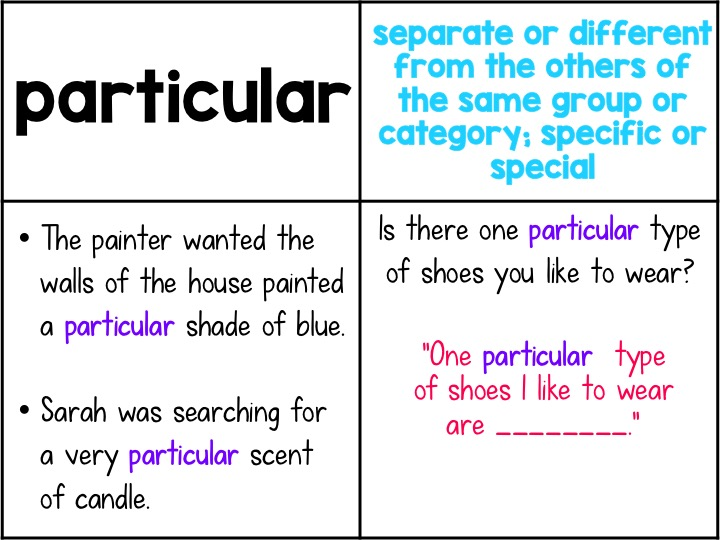 particular
separate or different
from the others of
the same group or
category; specific or
special
• The painter wanted the
walls of the house painted
a particular shade of blue.
• Sarah was searching for
a very particular scent
of candle.
Is there one particular type
of shoes you like to wear?
"One particular type
of shoes I like to wear
are ________."